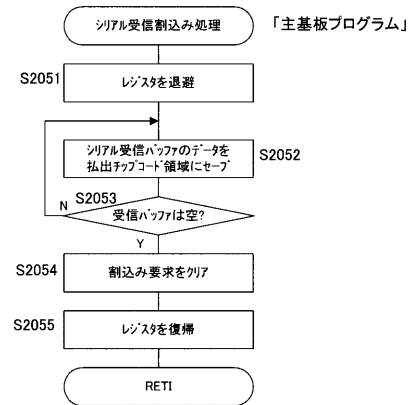 シリアル受信割込み処理 「主基板プログラム」
S2051 レジスタを退避
シリアル受信バッファのデータを
払出チップコード領域にセーブ S2052
S2053
N 受信バッファは空?
Y
S2054 割込み要求をクリア
S2055 レジスタを復帰
RETI